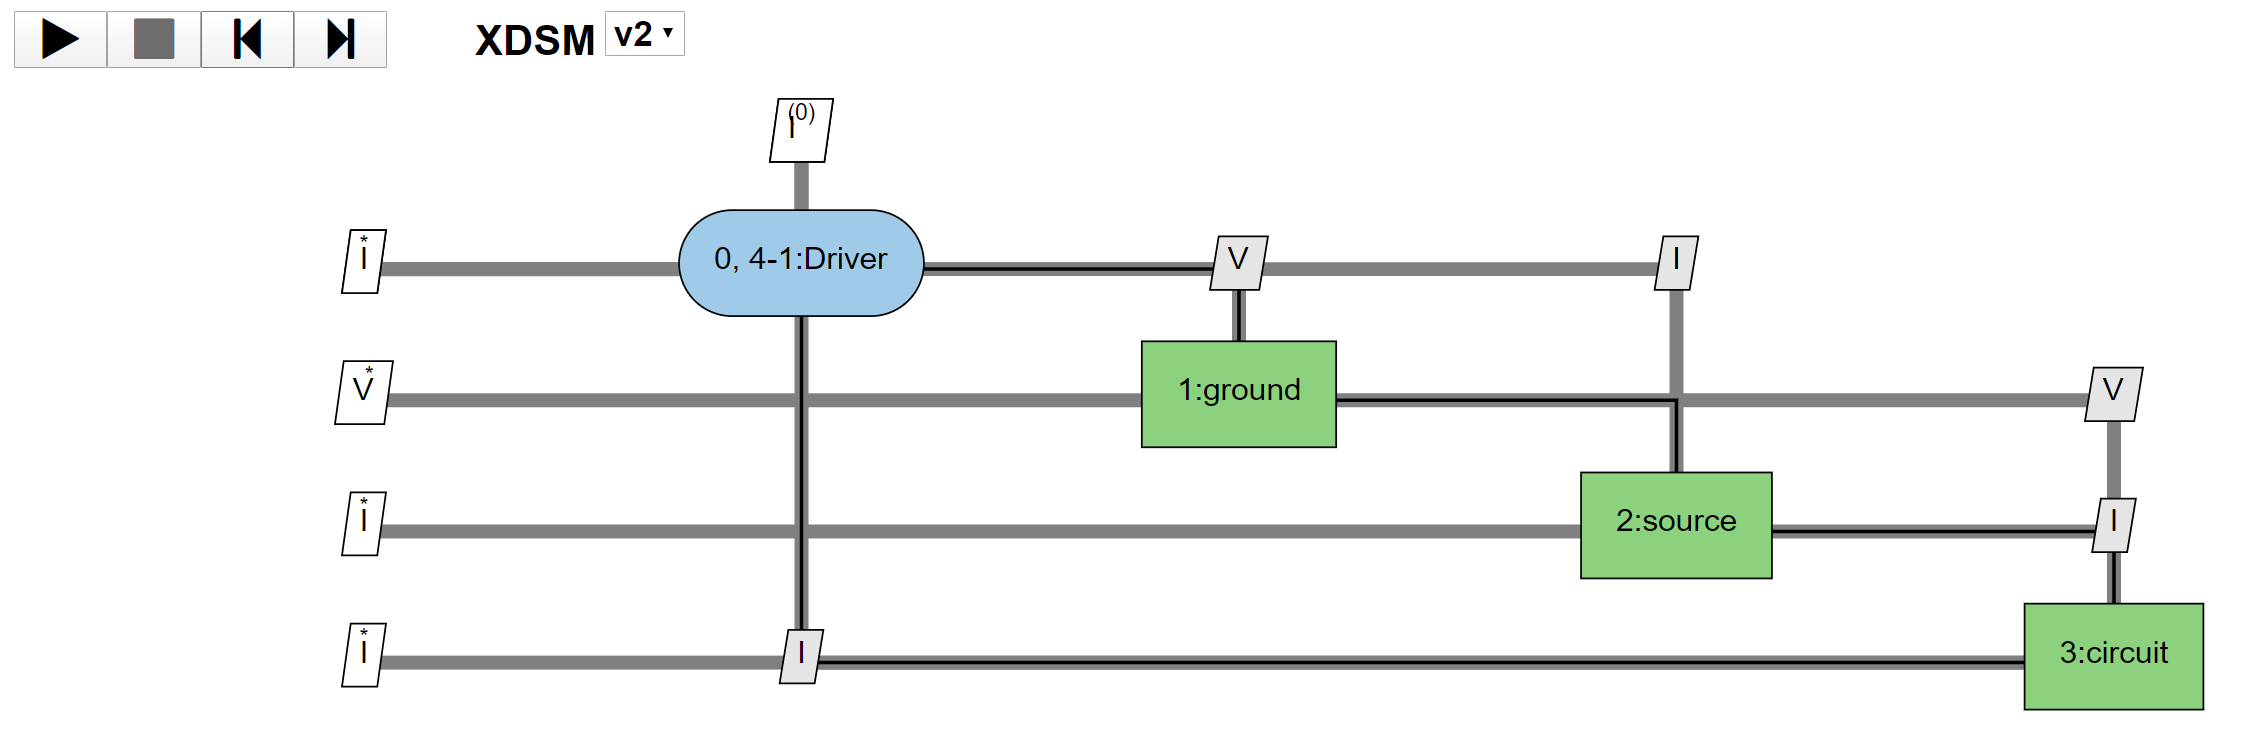 XDSM v2
I(0)
I*
0, 4-1:Driver
V
I
V*
1:ground
V
I*
2:source
I
I*
I
3:circuit